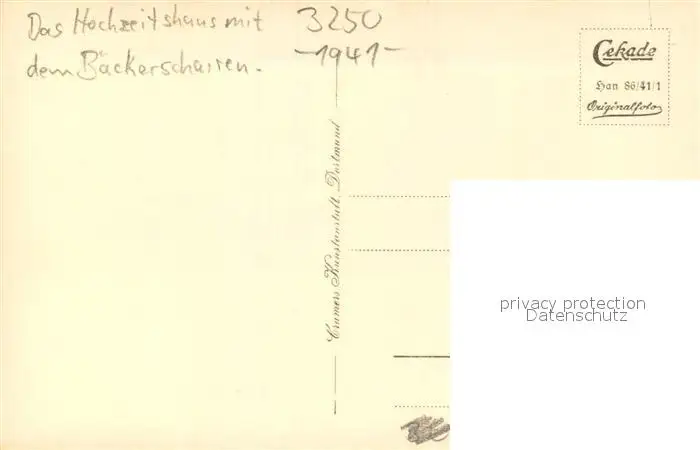 Das Hochzeitshaus mit
dem Bäckerscharren.
3250
-1941-
Cekade
Han 86/41/1
Originalfoto
Cramers Kunstanstalt, Dortmund
privacy protection
Datenschutz